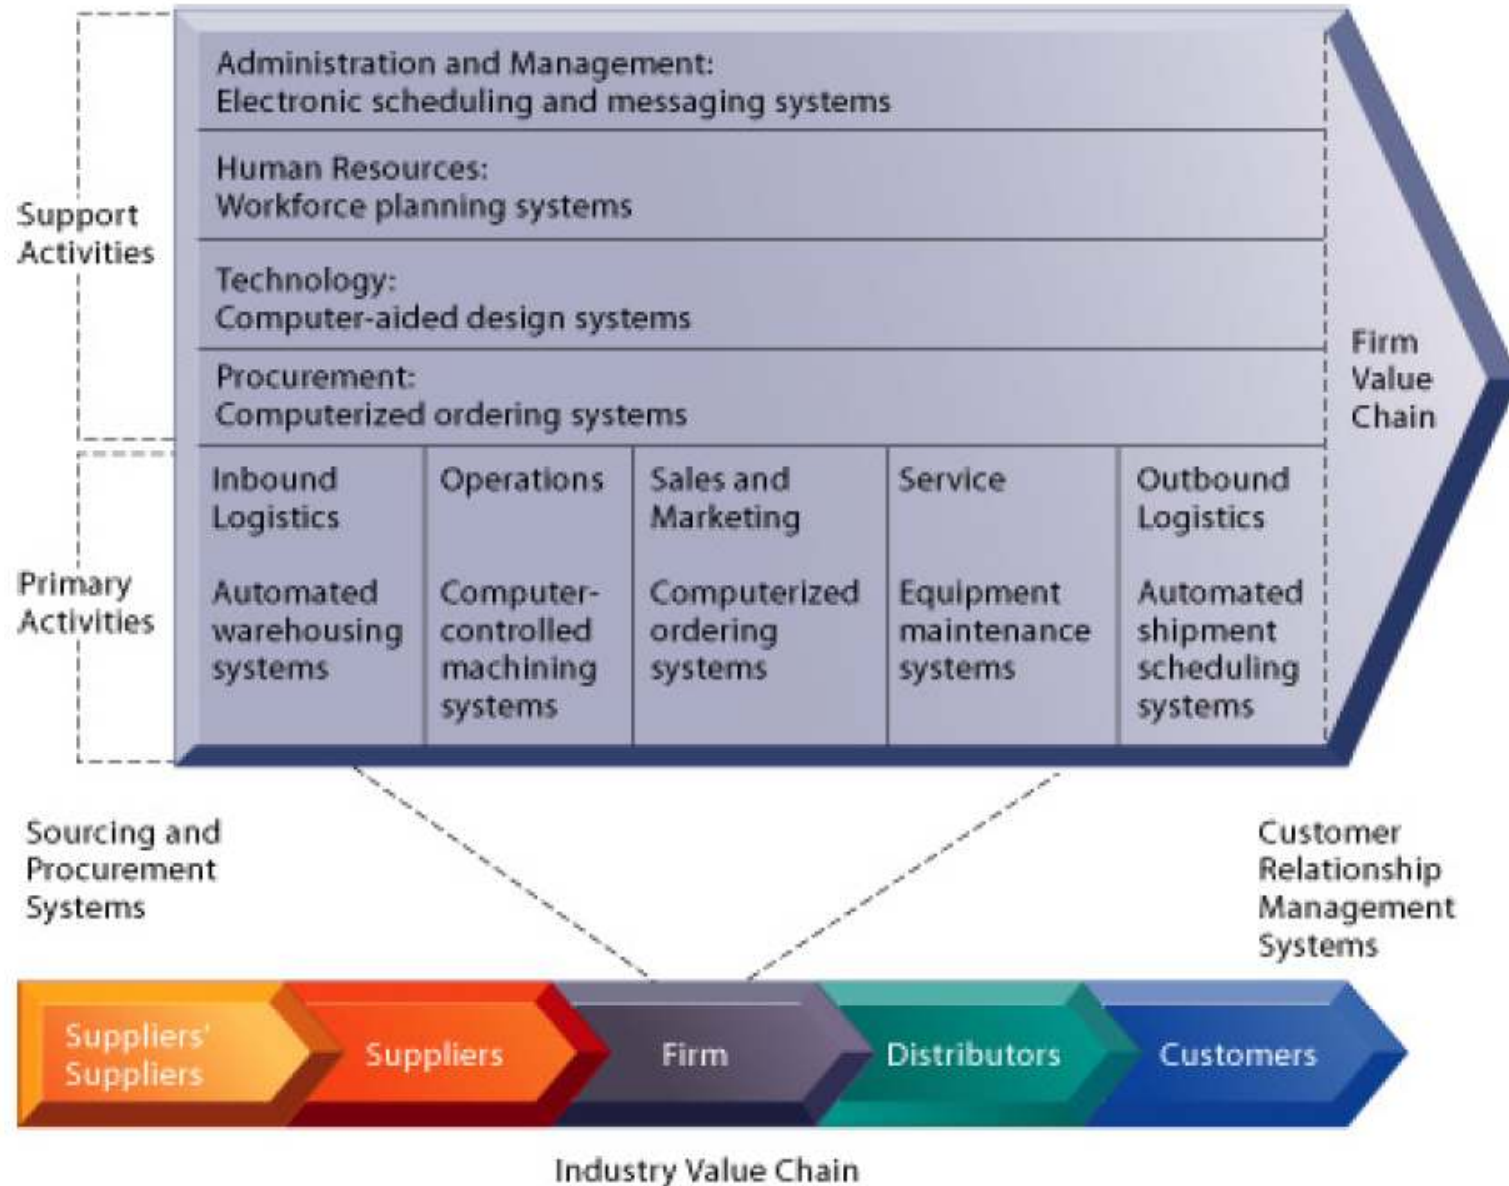 Administration and Management:
Electronic scheduling and messaging systems
Human Resources:
Workforce planning systems
Support
Activities
Technology:
Computer-aided design systems
Firm
Value
Chain
Procurement:
Computerized ordering systems
Primary
Activities
Inbound
Logistics
Automated
warehousing
systems
Operations
Computer-
controlled
machining
systems
Sales and
Marketing
Computerized
ordering
systems
Service
Equipment
maintenance
systems
Outbound
Logistics
Automated
shipment
scheduling
systems
Sourcing and
Procurement
Systems
Customer
Relationship
Management
Systems
Suppliers'
Suppliers
Suppliers
Firm
Distributors
Customers
Industry Value Chain